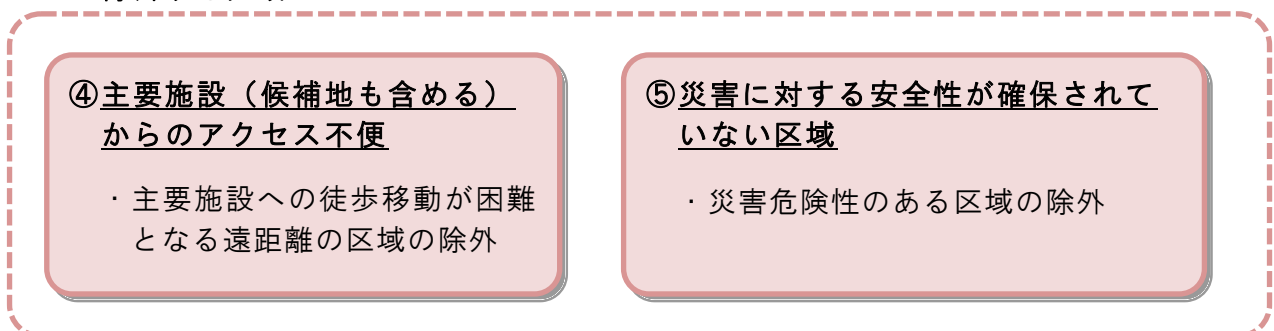 ④主要施設（候補地も含める）
からのアクセス不便
・主要施設への徒歩移動が困難
となる遠距離の区域の除外
⑤災害に対する安全性が確保されて
いない区域
・災害危険性のある区域の除外